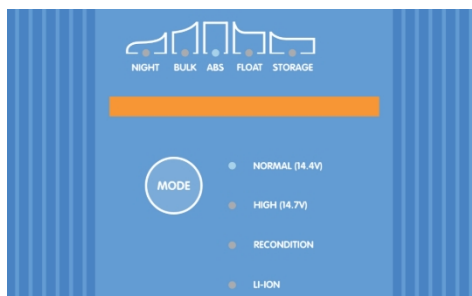 NIGHT BULK ABS FLOAT STORAGE
MODE
NORMAL (14.4V)
HIGH (14.7V)
RECONDITION
LI-ION